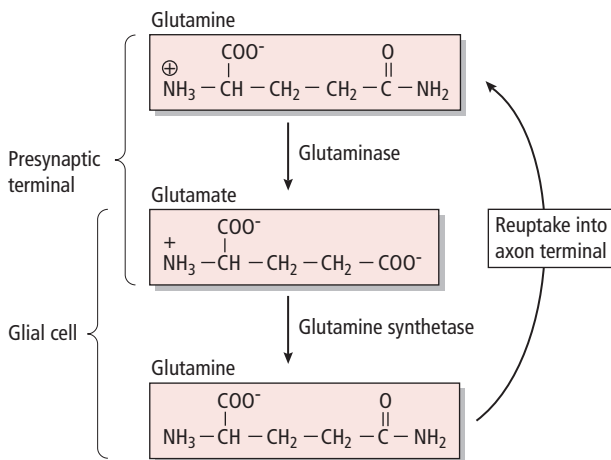 Glutamine
COO⁻
O
⊕
NH₃ — CH — CH₂ — CH₂ — C — NH₂
Glutaminase
Presynaptic
terminal
Glutamate
COO⁻
+
NH₃ — CH — CH₂ — CH₂ — COO⁻
Reuptake into
axon terminal
Glutamine synthetase
Glial cell
Glutamine
COO⁻
O
NH₃ — CH — CH₂ — CH₂ — C — NH₂